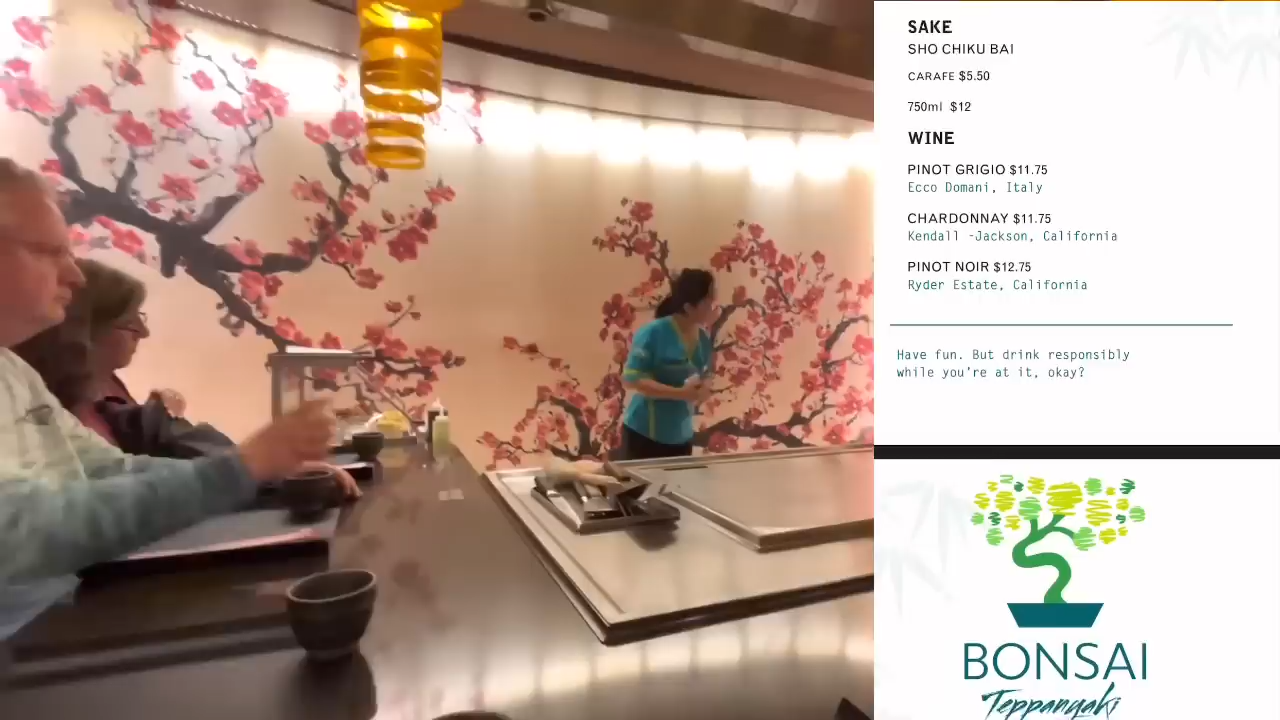 SAKE
SHO CHIKU BAI
CARAFE $5.50
750ml $12
WINE
PINOT GRIGIO $11.75
Ecco Domani, Italy
CHARDONNAY $11.75
Kendall -Jackson, California
PINOT NOIR $12.75
Ryder Estate, California
Have fun. But drink responsibly
while you're at it, okay?
BONSAI
Teppanyaki